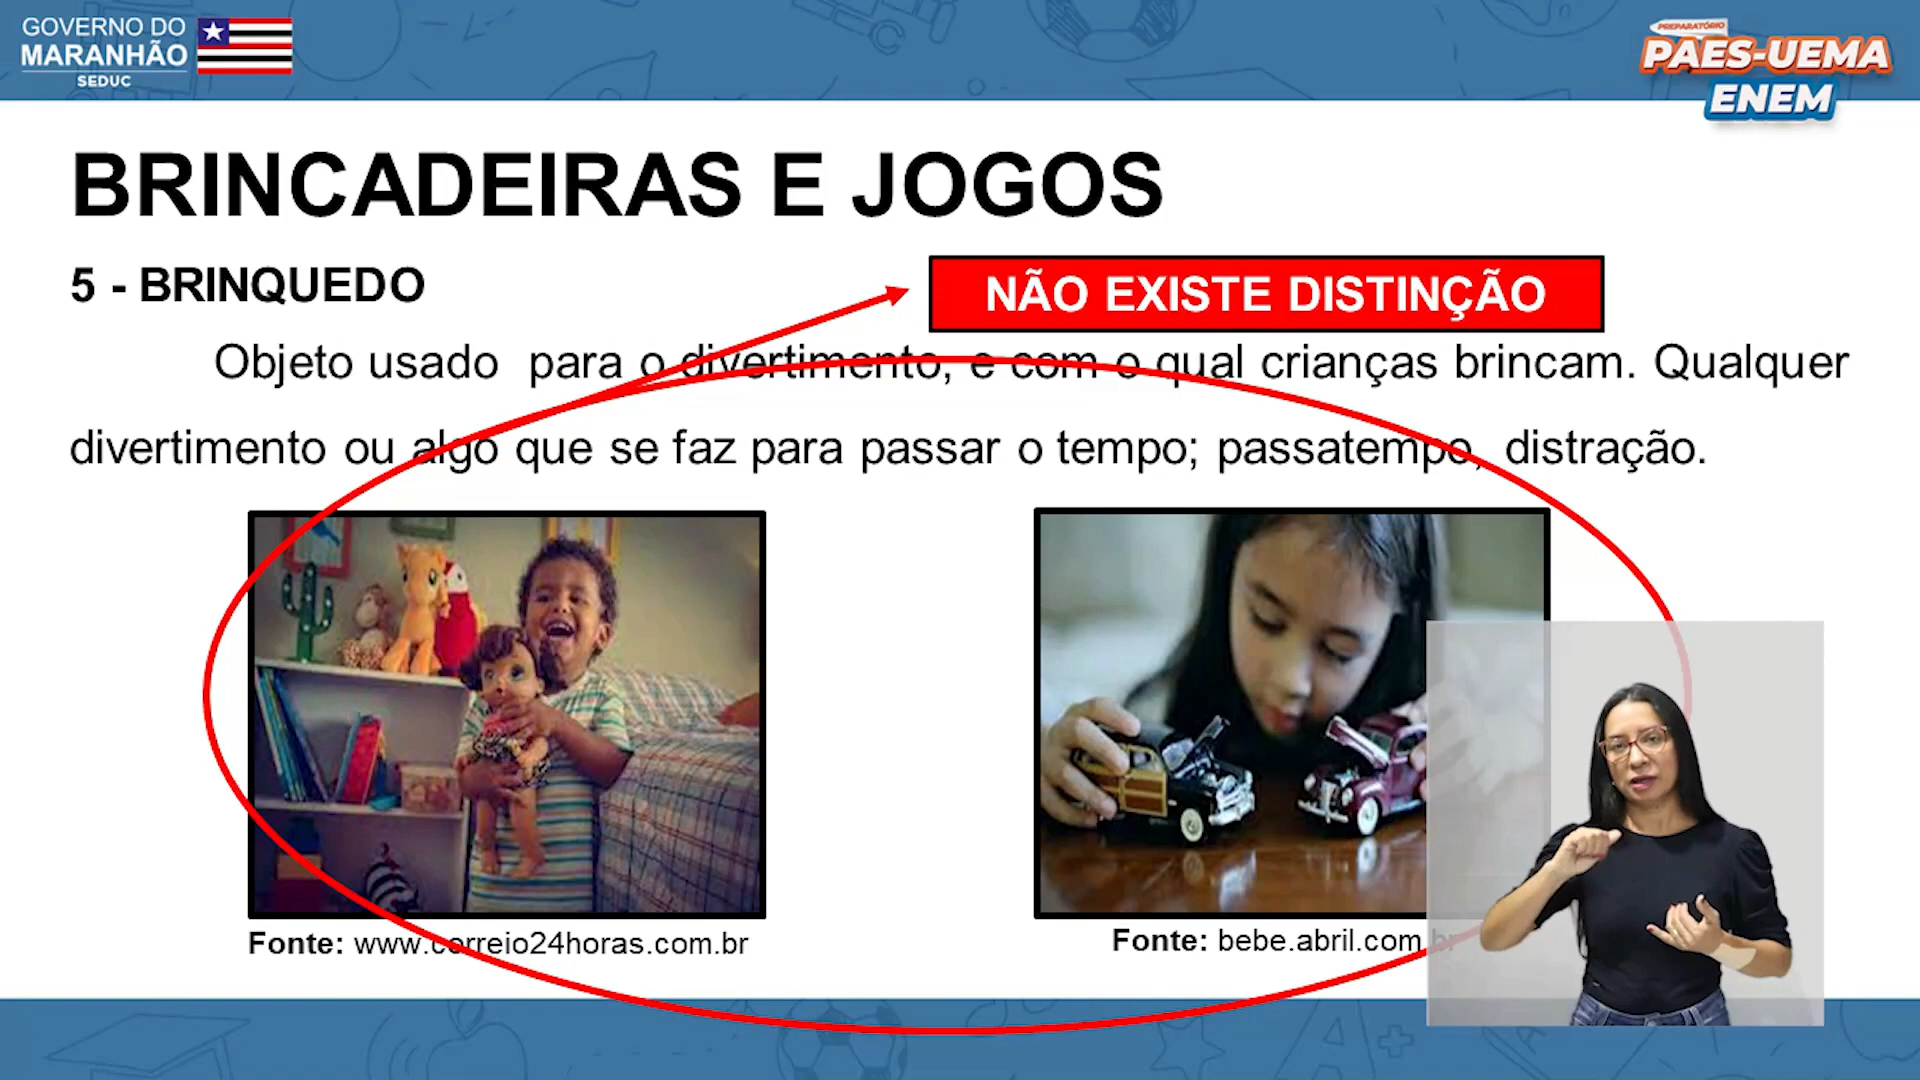 GOVERNO DO
MARANHÃO
SEDUC
PREPARATÓRIO
PAES-UEMA
ENEM
BRINCADEIRAS E JOGOS
5 - BRINQUEDO
NÃO EXISTE DISTINÇÃO
Objeto usado para o divertimento, e com o qual crianças brincam. Qualquer
divertimento ou algo que se faz para passar o tempo; passatempo, distração.
Fonte: www.correio24horas.com.br
Fonte: bebe.abril.com.br
A+